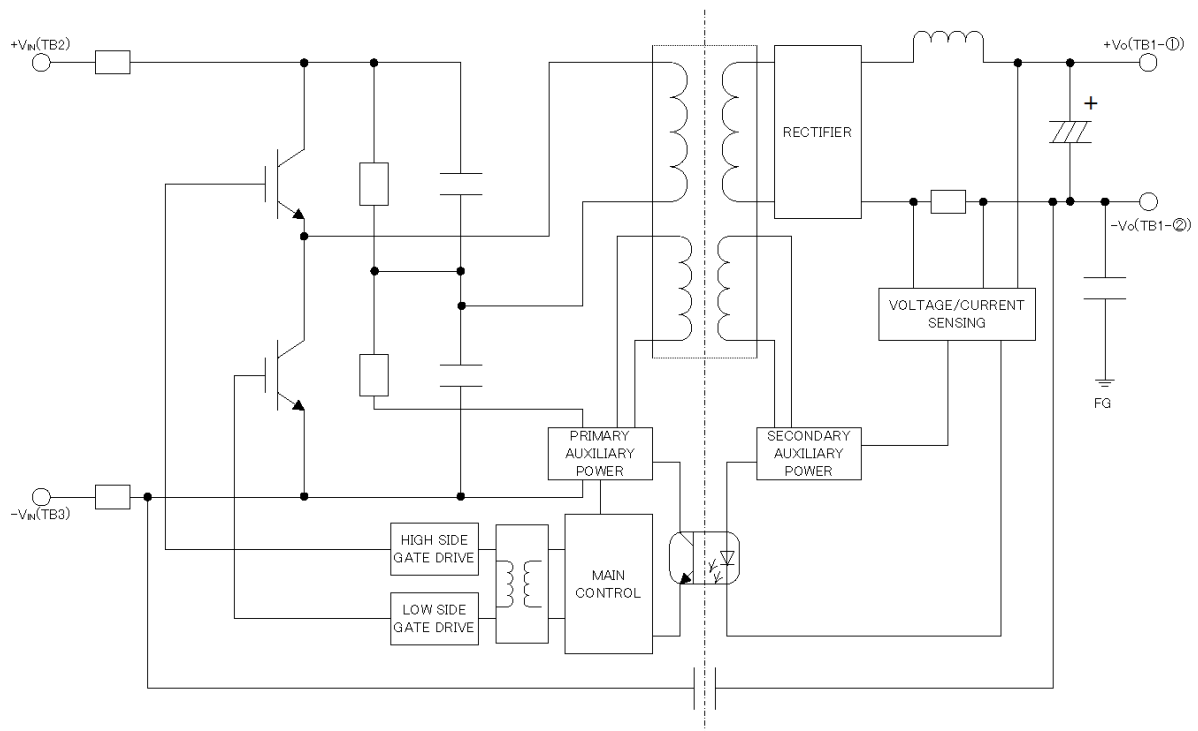 +VIN(TB2)
+Vo(TB1-①)
+
RECTIFIER
-Vo(TB1-②)
VOLTAGE/CURRENT
SENSING
FG
PRIMARY
AUXILIARY
POWER
SECONDARY
AUXILIARY
POWER
-VIN(TB3)
HIGH SIDE
GATE DRIVE
MAIN
CONTROL
LOW SIDE
GATE DRIVE